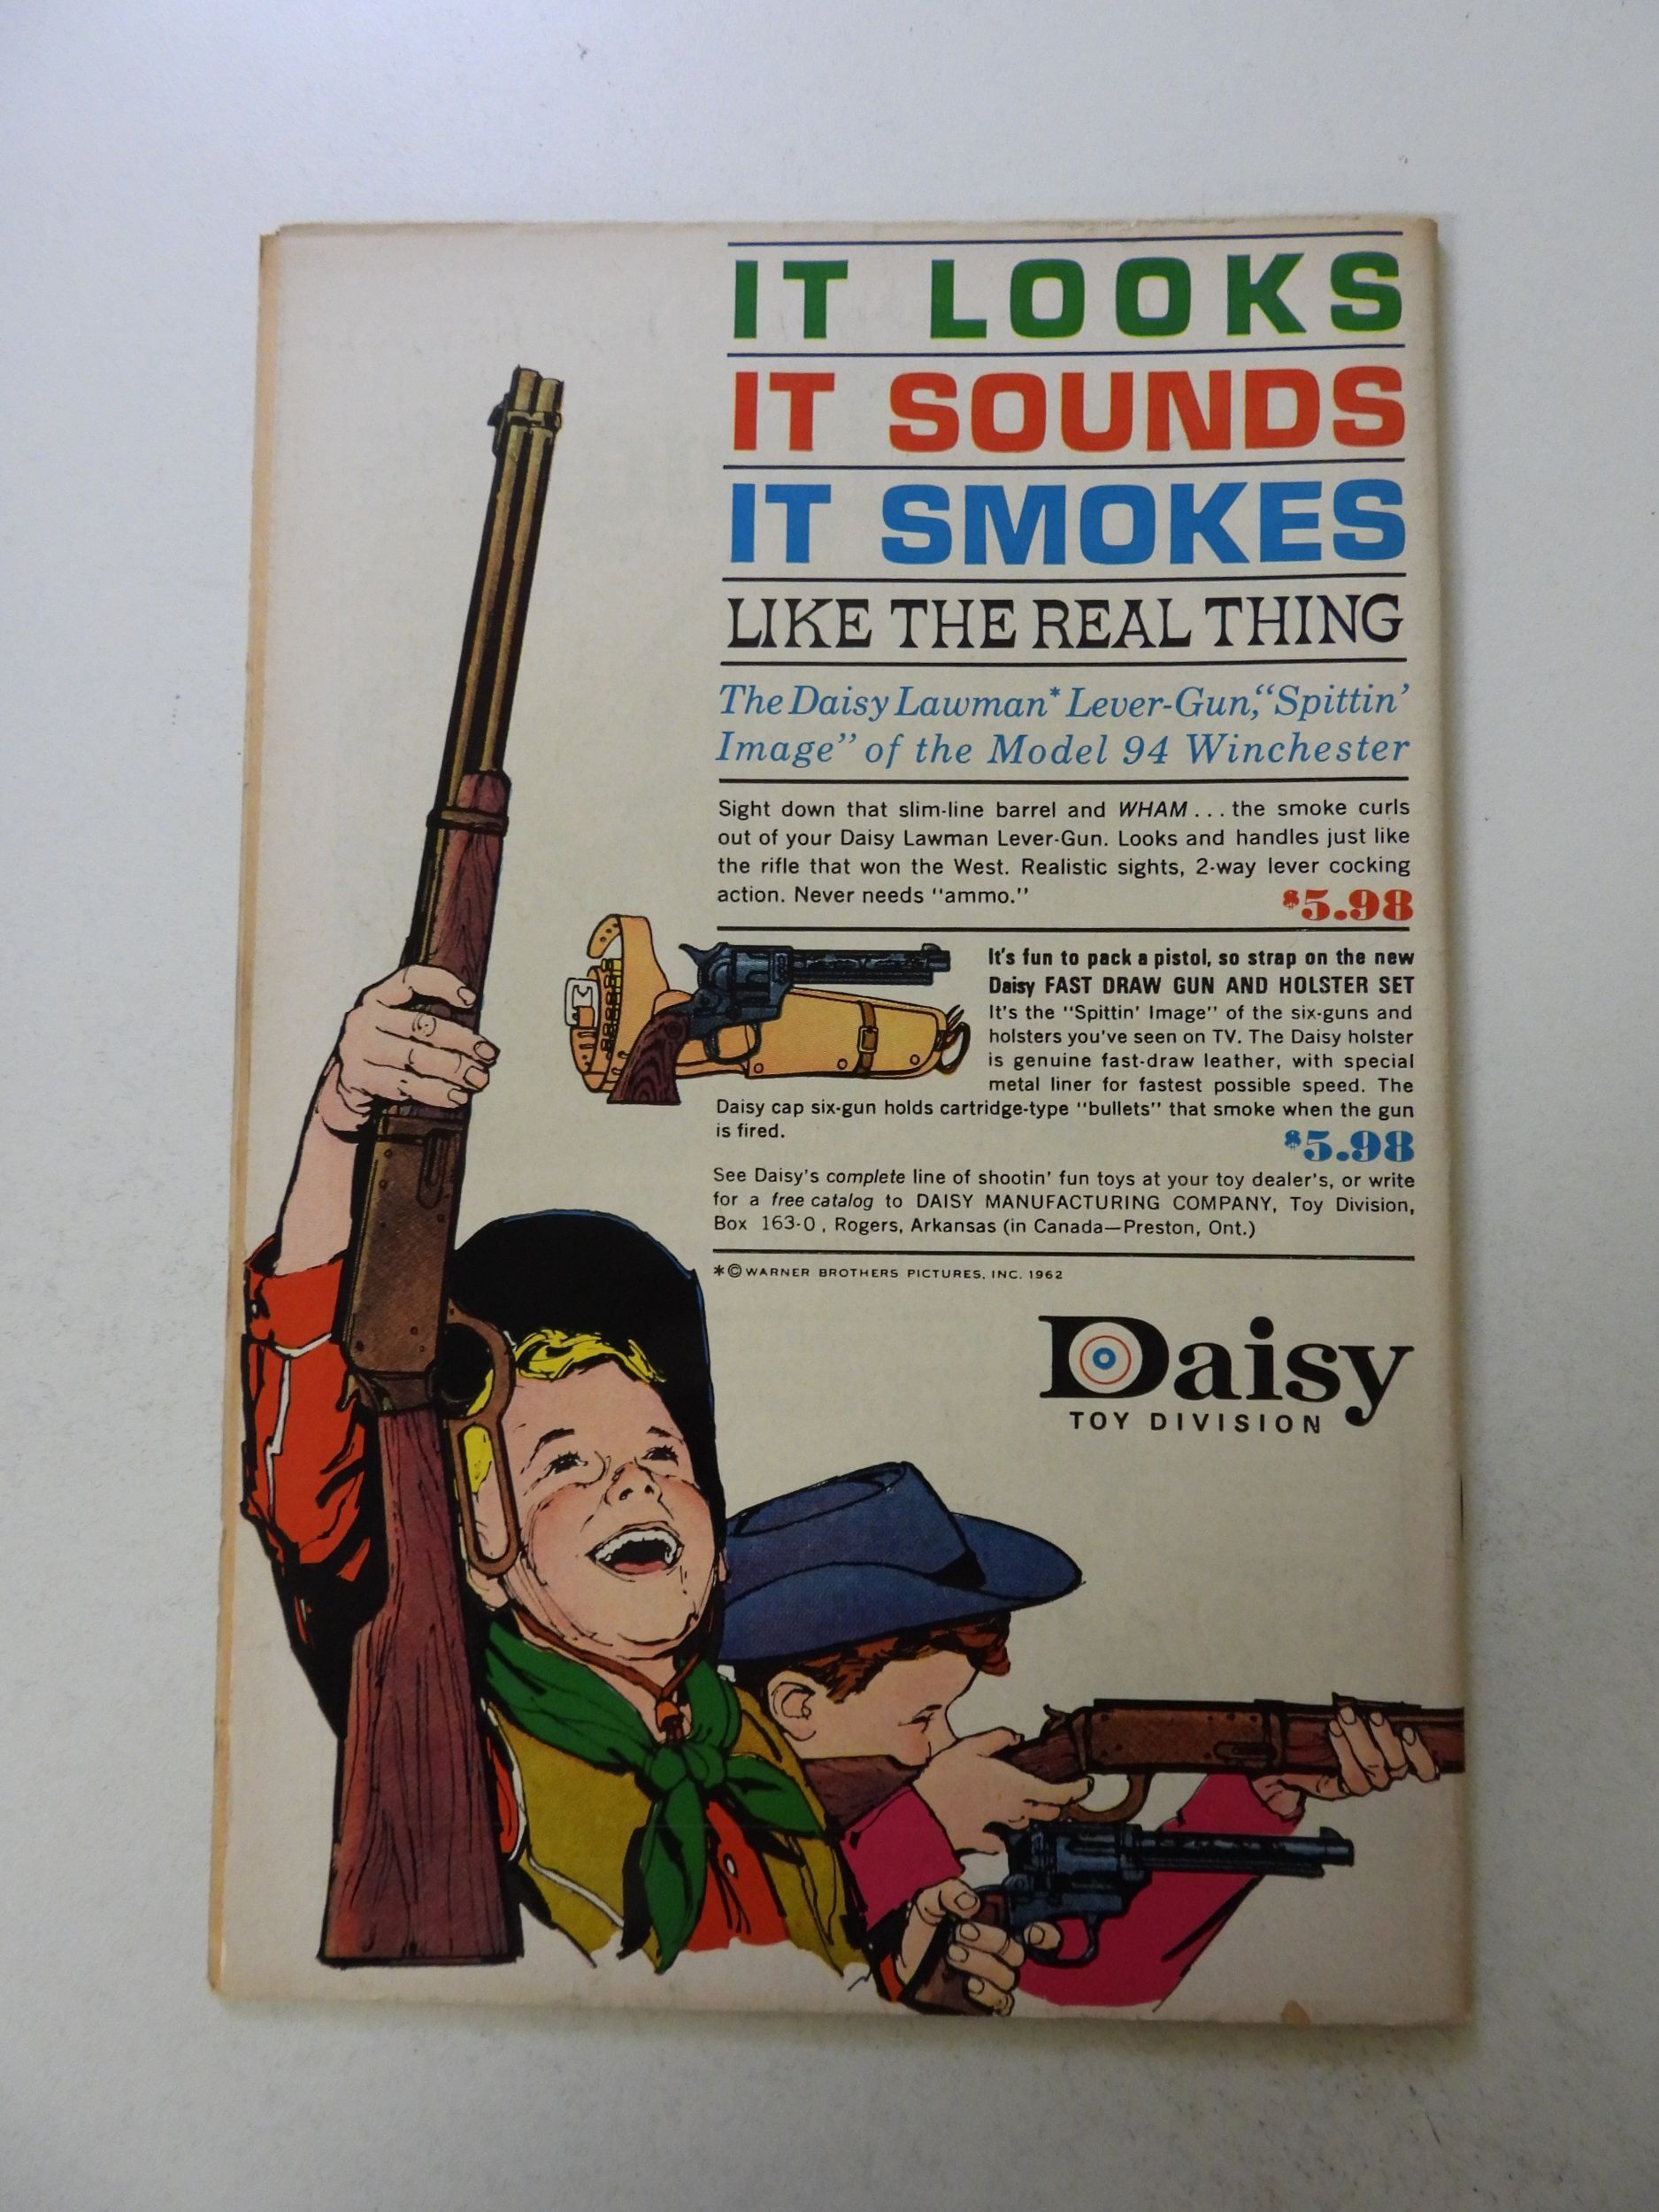 IT LOOKS
IT SOUNDS
IT SMOKES
LIKE THE REAL THING
The Daisy Lawman* Lever-Gun, "Spittin'
Image" of the Model 94 Winchester
Sight down that slim-line barrel and WHAM... the smoke curls
out of your Daisy Lawman Lever-Gun. Looks and handles just like
the rifle that won the West. Realistic sights, 2-way lever cocking
action. Never needs "ammo."
$5.98
It's fun to pack a pistol, so strap on the new
Daisy FAST DRAW GUN AND HOLSTER SET
It's the "Spittin' Image" of the six-guns and
holsters you've seen on TV. The Daisy holster
is genuine fast-draw leather, with special
metal liner for fastest possible speed. The
Daisy cap six-gun holds cartridge-type "bullets" that smoke when the gun
is fired.
$5.98
See Daisy's complete line of shootin' fun toys at your toy dealer's, or write
for a free catalog to DAISY MANUFACTURING COMPANY, Toy Division,
Box 163-O, Rogers, Arkansas (in Canada—Preston, Ont.)
*© WARNER BROTHERS PICTURES, INC. 1962
Daisy
TOY DIVISION